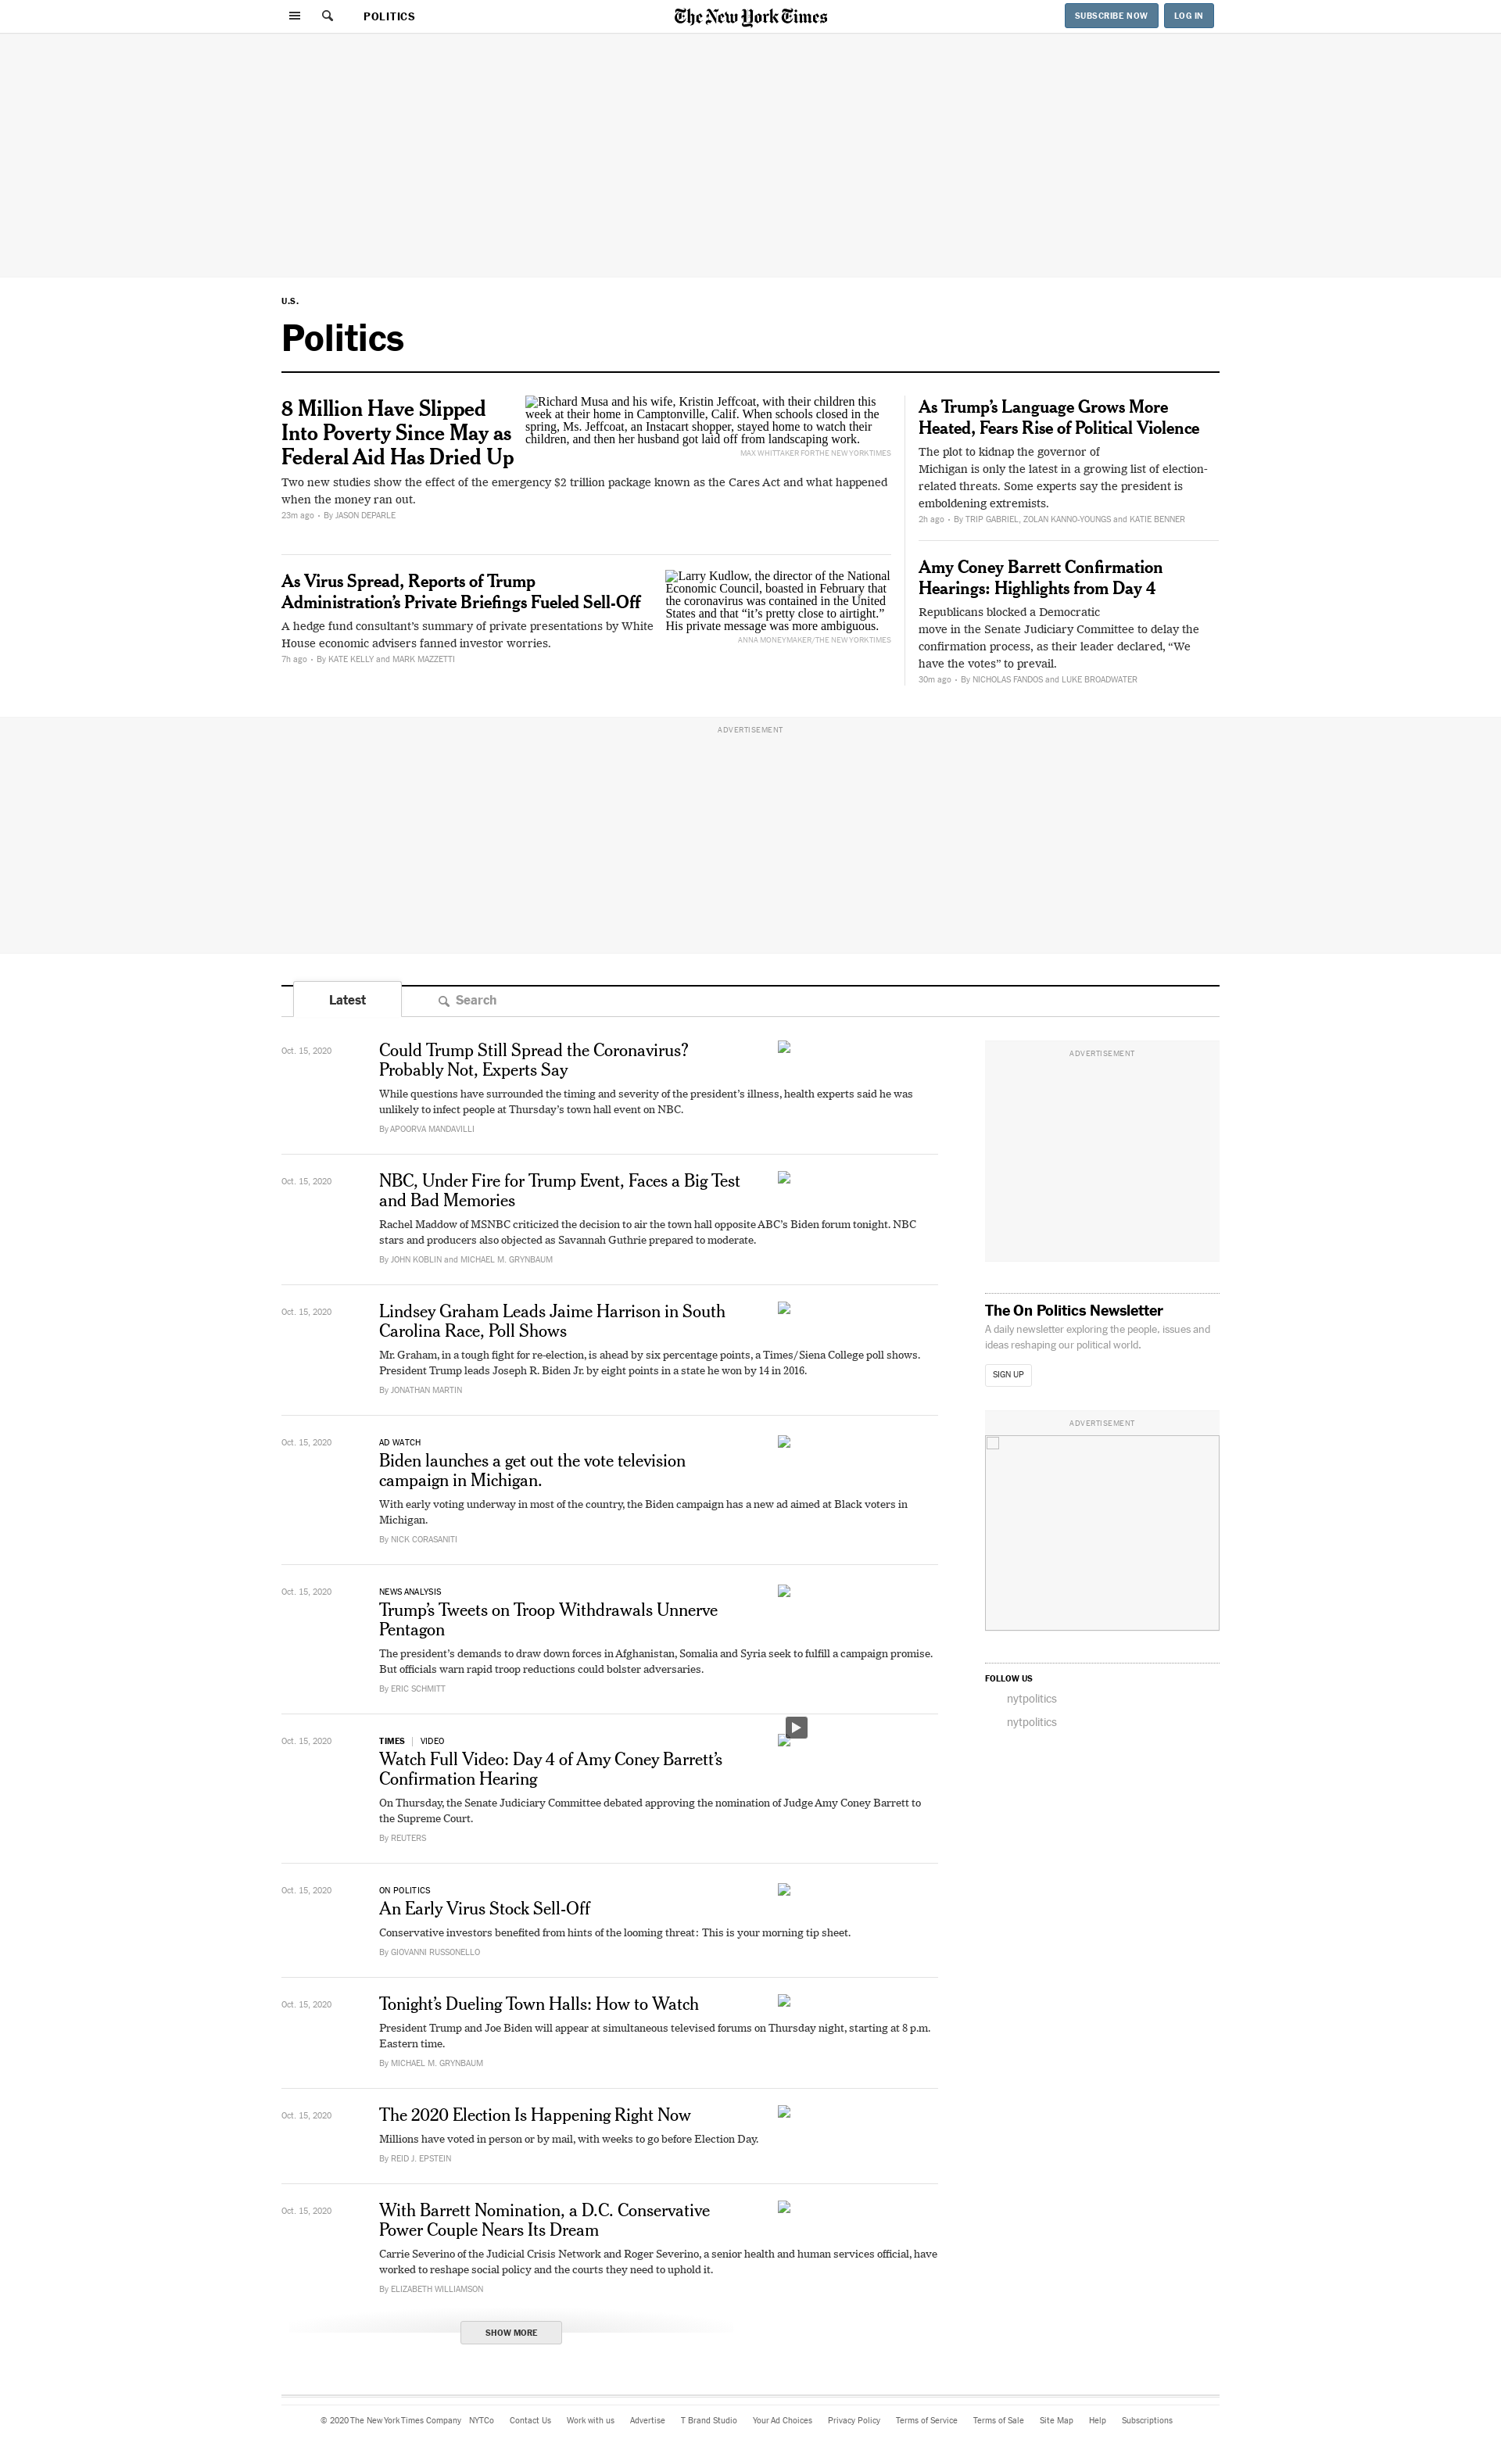 POLITICS
The New York Times
SUBSCRIBE NOW
LOG IN
U.S.
Politics
8 Million Have Slipped
Into Poverty Since May as
Federal Aid Has Dried Up
Richard Musa and his wife, Kristin Jeffcoat, with their children this
week at their home in Camptonville, Calif. When schools closed in the
spring, Ms. Jeffcoat, an Instacart shopper, stayed home to watch their
children, and then her husband got laid off from landscaping work.
MAX WHITTAKER FOR THE NEW YORK TIMES
Two new studies show the effect of the emergency $2 trillion package known as the Cares Act and what happened
when the money ran out.
23m ago • By JASON DEPARLE
As Virus Spread, Reports of Trump
Administration’s Private Briefings Fueled Sell-Off
Larry Kudlow, the director of the National
Economic Council, boasted in February that
the coronavirus was contained in the United
States and that “it’s pretty close to airtight.”
His private message was more ambiguous.
ANNA MONEYMAKER/THE NEW YORK TIMES
A hedge fund consultant’s summary of private presentations by White
House economic advisers fanned investor worries.
7h ago • By KATE KELLY and MARK MAZZETTI
As Trump’s Language Grows More
Heated, Fears Rise of Political Violence
The plot to kidnap the governor of
Michigan is only the latest in a growing list of election-
related threats. Some experts say the president is
emboldening extremists.
2h ago • By TRIP GABRIEL, ZOLAN KANNO-YOUNGS and KATIE BENNER
Amy Coney Barrett Confirmation
Hearings: Highlights from Day 4
Republicans blocked a Democratic
move in the Senate Judiciary Committee to delay the
confirmation process, as their leader declared, “We
have the votes” to prevail.
30m ago • By NICHOLAS FANDOS and LUKE BROADWATER
ADVERTISEMENT
Latest
Search
Oct. 15, 2020
Could Trump Still Spread the Coronavirus?
Probably Not, Experts Say
While questions have surrounded the timing and severity of the president's illness, health experts said he was
unlikely to infect people at Thursday’s town hall event on NBC.
By APOORVA MANDAVILLI
Oct. 15, 2020
NBC, Under Fire for Trump Event, Faces a Big Test
and Bad Memories
Rachel Maddow of MSNBC criticized the decision to air the town hall opposite ABC’s Biden forum tonight. NBC
stars and producers also objected as Savannah Guthrie prepared to moderate.
By JOHN KOBLIN and MICHAEL M. GRYNBAUM
Oct. 15, 2020
Lindsey Graham Leads Jaime Harrison in South
Carolina Race, Poll Shows
Mr. Graham, in a tough fight for re-election, is ahead by six percentage points, a Times/Siena College poll shows.
President Trump leads Joseph R. Biden Jr. by eight points in a state he won by 14 in 2016.
By JONATHAN MARTIN
Oct. 15, 2020
AD WATCH
Biden launches a get out the vote television
campaign in Michigan.
With early voting underway in most of the country, the Biden campaign has a new ad aimed at Black voters in
Michigan.
By NICK CORASANITI
Oct. 15, 2020
NEWS ANALYSIS
Trump’s Tweets on Troop Withdrawals Unnerve
Pentagon
The president’s demands to draw down forces in Afghanistan, Somalia and Syria seek to fulfill a campaign promise.
But officials warn rapid troop reductions could bolster adversaries.
By ERIC SCHMITT
Oct. 15, 2020
TIMES | VIDEO
Watch Full Video: Day 4 of Amy Coney Barrett’s
Confirmation Hearing
On Thursday, the Senate Judiciary Committee debated approving the nomination of Judge Amy Coney Barrett to
the Supreme Court.
By REUTERS
Oct. 15, 2020
ON POLITICS
An Early Virus Stock Sell-Off
Conservative investors benefited from hints of the looming threat: This is your morning tip sheet.
By GIOVANNI RUSSONELLO
Oct. 15, 2020
Tonight’s Dueling Town Halls: How to Watch
President Trump and Joe Biden will appear at simultaneous televised forums on Thursday night, starting at 8 p.m.
Eastern time.
By MICHAEL M. GRYNBAUM
Oct. 15, 2020
The 2020 Election Is Happening Right Now
Millions have voted in person or by mail, with weeks to go before Election Day.
By REID J. EPSTEIN
Oct. 15, 2020
With Barrett Nomination, a D.C. Conservative
Power Couple Nears Its Dream
Carrie Severino of the Judicial Crisis Network and Roger Severino, a senior health and human services official, have
worked to reshape social policy and the courts they need to uphold it.
By ELIZABETH WILLIAMSON
SHOW MORE
ADVERTISEMENT
The On Politics Newsletter
A daily newsletter exploring the people, issues and
ideas reshaping our political world.
SIGN UP
ADVERTISEMENT
FOLLOW US
nytpolitics
nytpolitics
© 2020 The New York Times Company NYTCo Contact Us Work with us Advertise T Brand Studio Your Ad Choices Privacy Policy Terms of Service Terms of Sale Site Map Help Subscriptions